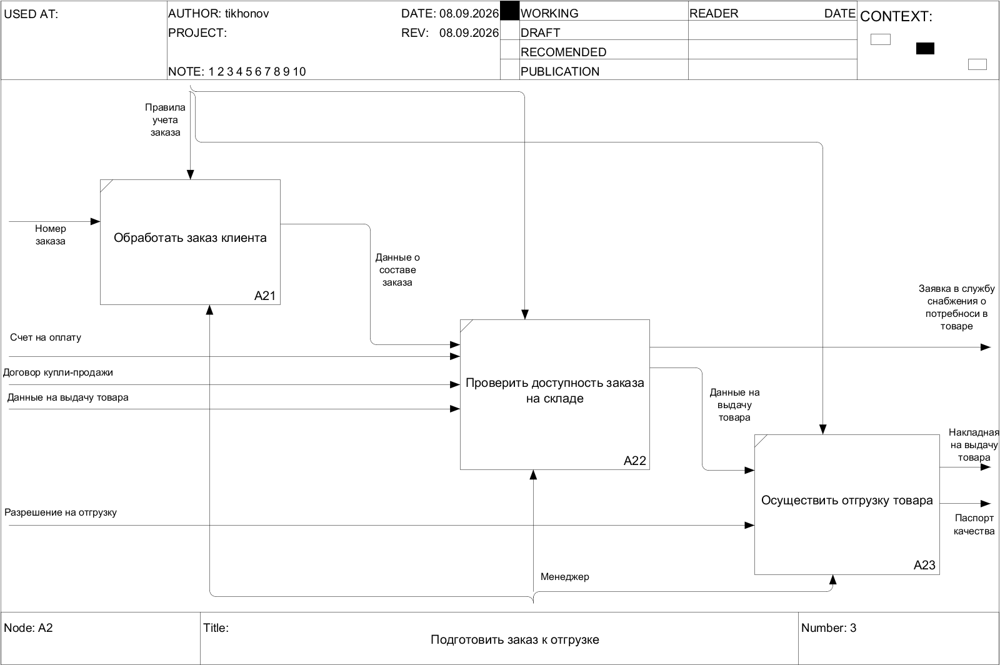 USED AT:
AUTHOR: tikhonov
DATE: 08.09.2026
WORKING
READER
DATE
CONTEXT:
PROJECT:
REV: 08.09.2026
DRAFT
RECOMENDED
NOTE: 1 2 3 4 5 6 7 8 9 10
PUBLICATION
Правила
учета
заказа
Номер
заказа
Обработать заказ клиента
A21
Данные о
составе
заказа
Заявка в службу
снабжения о
потребноси в
товаре
Счет на оплату
Договор купли-продажи
Данные на выдачу товара
Проверить доступность заказа
на складе
A22
Данные на
выдачу
товара
Накладная
на выдачу
товара
Осуществить отгрузку товара
A23
Паспорт
качества
Разрешение на отгрузку
Менеджер
Node: A2
Title:
Подготовить заказ к отгрузке
Number: 3